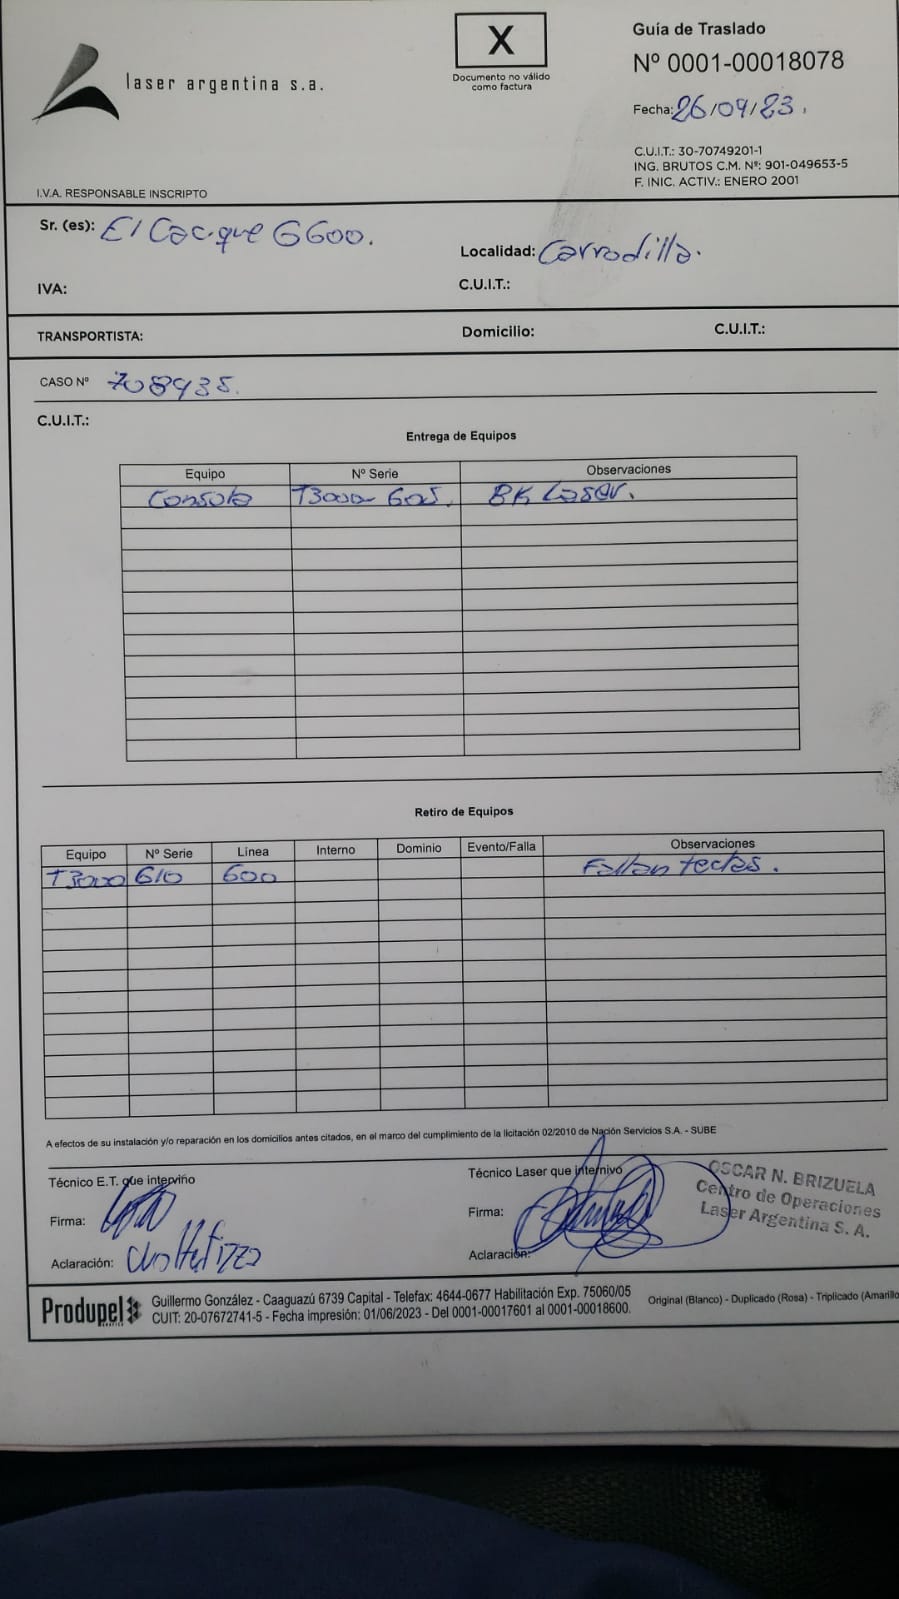 laser argentina s.a.
X
Documento no válido
como factura
Guía de Traslado
Nº 0001-00018078
Fecha: 26/09/23.
C.U.I.T.: 30-70749201-1
ING. BRUTOS C.M. Nº: 901-049653-5
F. INIC. ACTIV.: ENERO 2001
I.V.A. RESPONSABLE INSCRIPTO
Sr. (es): El Cacique G600.
Localidad: Carrodilla.
IVA:
C.U.I.T.:
TRANSPORTISTA:
Domicilio:
C.U.I.T.:
CASO Nº 708935.
C.U.I.T.:
Entrega de Equipos
Equipo Nº Serie Observaciones
Consola T3000 605. BK Laser.
Retiro de Equipos
Equipo Nº Serie Linea Interno Dominio Evento/Falla Observaciones
T3000 610 600 Fallan teclas.
A efectos de su instalación y/o reparación en los domicilios antes citados, en el marco del cumplimiento de la licitación 02/2010 de Nación Servicios S.A. - SUBE
Técnico E.T. que intervino
Firma:
Aclaración:
Técnico Laser que internivo
Firma:
Aclaración:
OSCAR N. BRIZUELA
Centro de Operaciones
Laser Argentina S. A.
Produpel
Guillermo González - Caaguazú 6739 Capital - Telefax: 4644-0677 Habilitación Exp. 75060/05
CUIT: 20-07672741-5 - Fecha impresión: 01/06/2023 - Del 0001-00017601 al 0001-00018600.
Original (Blanco) - Duplicado (Rosa) - Triplicado (Amarillo